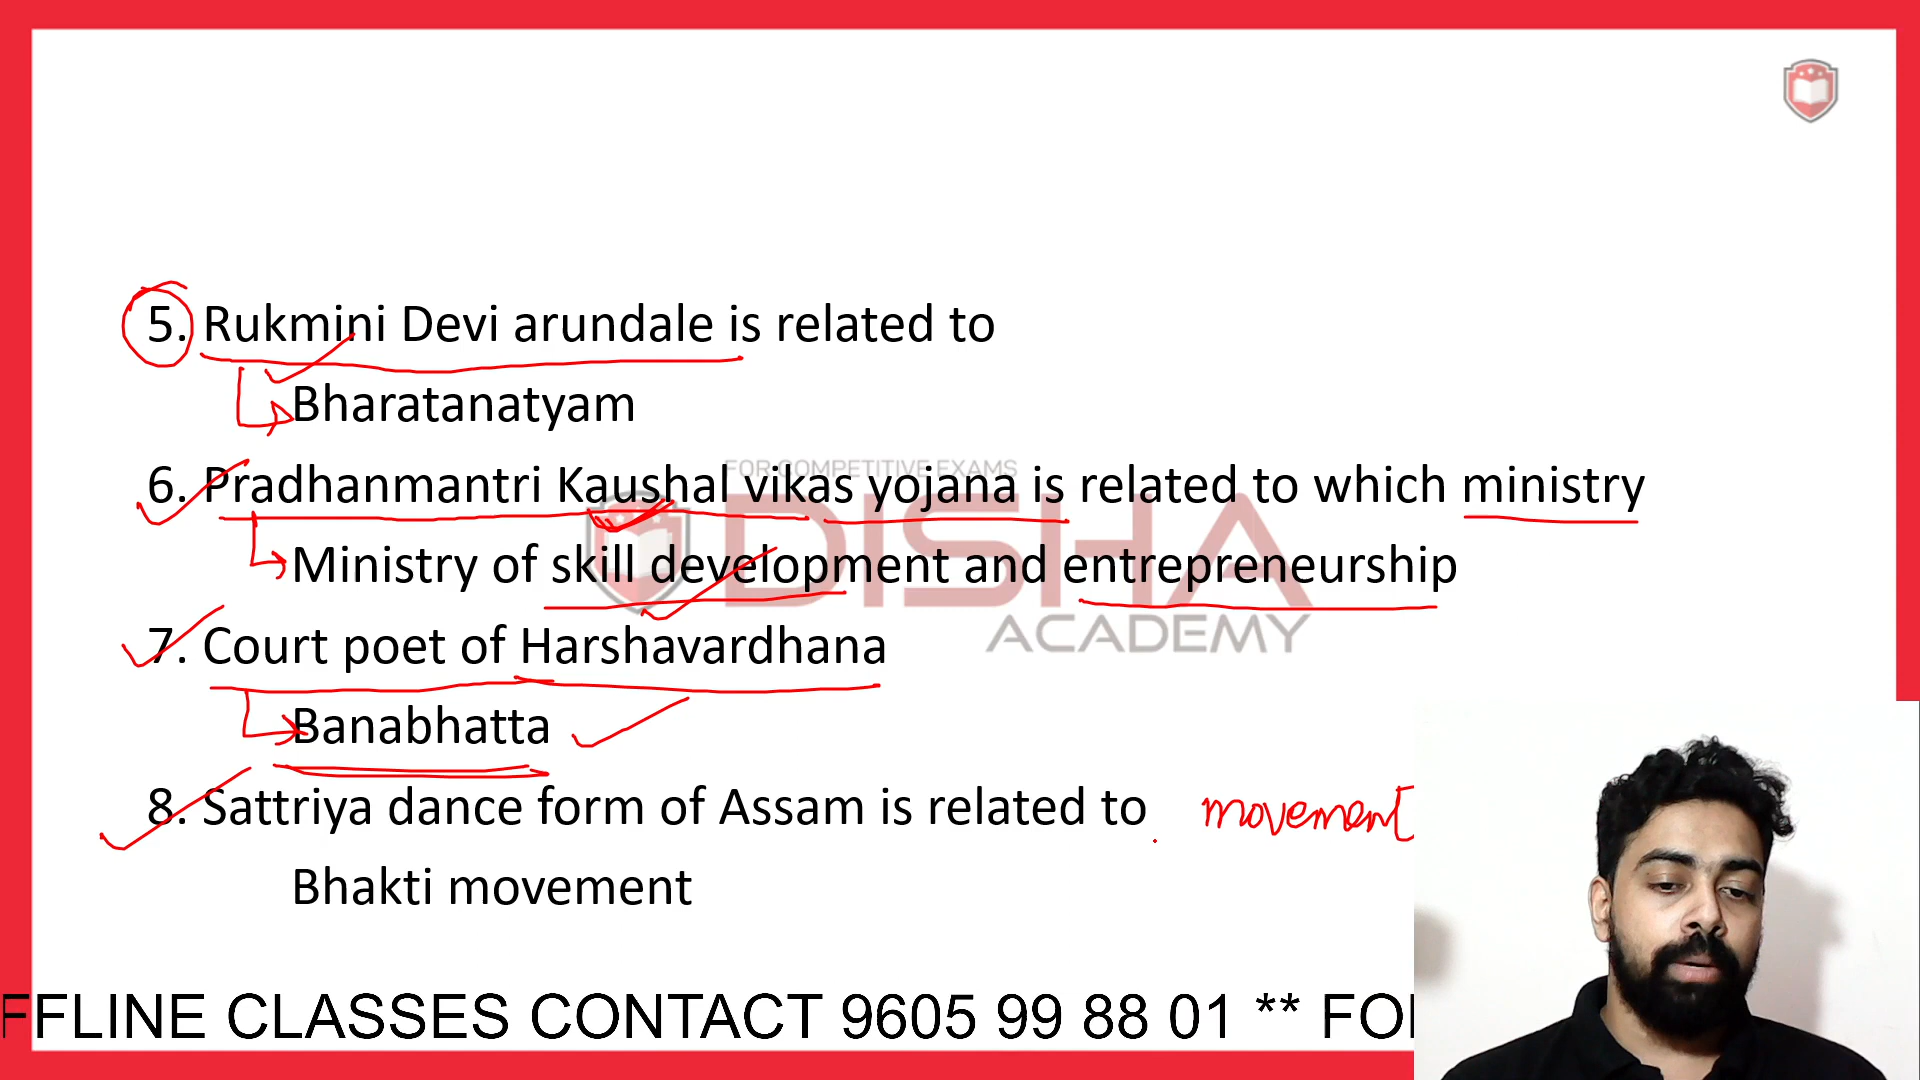 5. Rukmini Devi arundale is related to
Bharatanatyam
FOR COMPETITIVE EXAMS
6. Pradhanmantri Kaushal vikas yojana is related to which ministry
DISHA
Ministry of skill development and entrepreneurship
ACADEMY
7. Court poet of Harshavardhana
Banabhatta
8. Sattriya dance form of Assam is related to movement
Bhakti movement
FFLINE CLASSES CONTACT 9605 99 88 01 ** FO